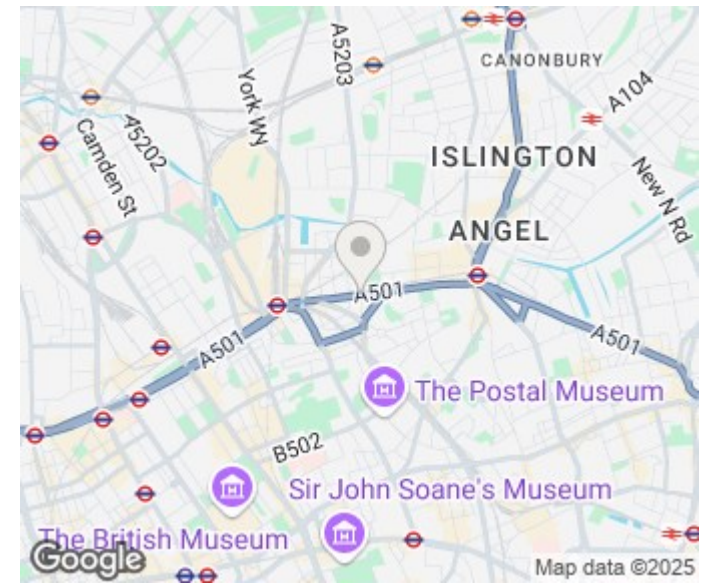 A5203
CANONBURY
A104
York Wy
A5202
Camden St
ISLINGTON
New N Rd
ANGEL
A501
A501
A501
The Postal Museum
B502
Sir John Soane's Museum
The British Museum
Google
Map data ©2025